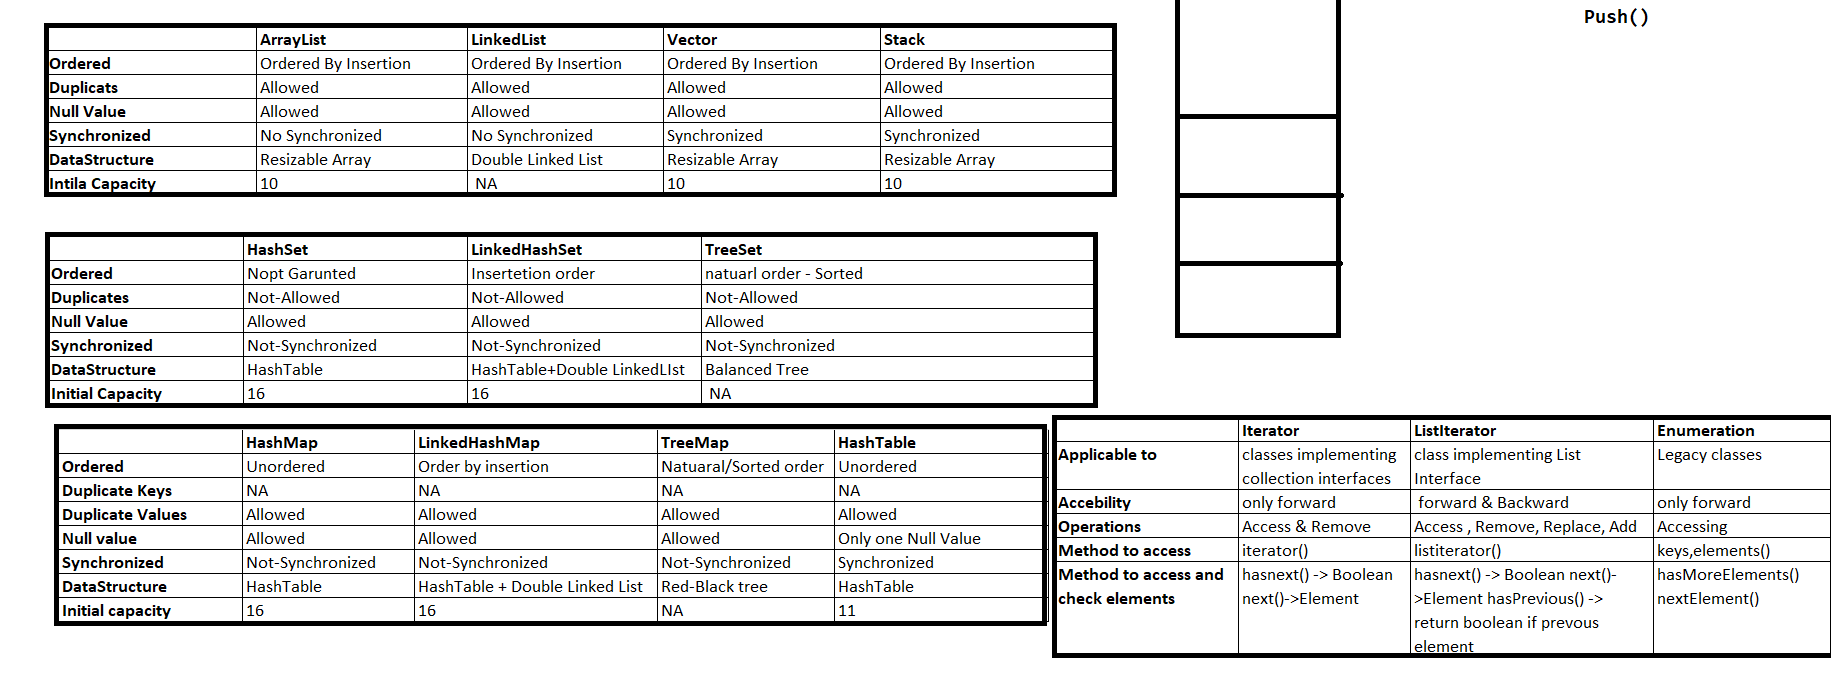 Push()
ArrayList LinkedList Vector Stack
Ordered Ordered By Insertion Ordered By Insertion Ordered By Insertion Ordered By Insertion
Duplicats Allowed Allowed Allowed Allowed
Null Value Allowed Allowed Allowed Allowed
Synchronized No Synchronized No Synchronized Synchronized Synchronized
DataStructure Resizable Array Double Linked List Resizable Array Resizable Array
Intila Capacity 10 NA 10 10
HashSet LinkedHashSet TreeSet
Ordered Nopt Garunted Insertetion order natuarl order - Sorted
Duplicates Not-Allowed Not-Allowed Not-Allowed
Null Value Allowed Allowed Allowed
Synchronized Not-Synchronized Not-Synchronized Not-Synchronized
DataStructure HashTable HashTable+Double LinkedLIst Balanced Tree
Initial Capacity 16 16 NA
HashMap LinkedHashMap TreeMap HashTable
Ordered Unordered Order by insertion Natuaral/Sorted order Unordered
Duplicate Keys NA NA NA NA
Duplicate Values Allowed Allowed Allowed Allowed
Null value Allowed Allowed Allowed Only one Null Value
Synchronized Not-Synchronized Not-Synchronized Not-Synchronized Synchronized
DataStructure HashTable HashTable + Double Linked List Red-Black tree HashTable
Initial capacity 16 16 NA 11
Iterator ListIterator Enumeration
Applicable to classes implementing class implementing List Legacy classes
collection interfaces Interface
Accebility only forward forward & Backward only forward
Operations Access & Remove Access , Remove, Replace, Add Accessing
Method to access iterator() listiterator() keys,elements()
Method to access and hasnext() -> Boolean hasnext() -> Boolean next()- hasMoreElements()
check elements next()->Element >Element hasPrevious() -> nextElement()
return boolean if prevous
element